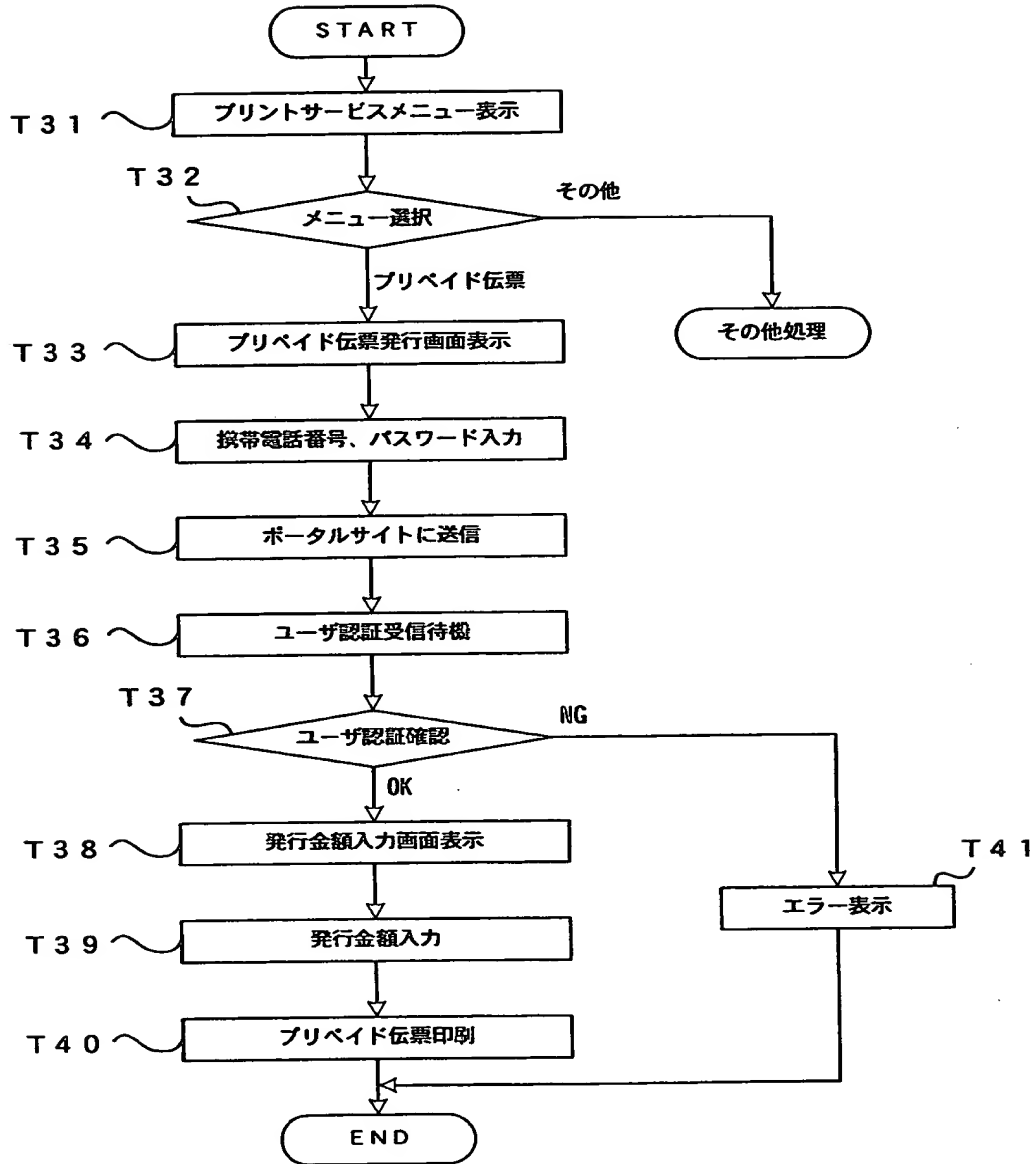 START
T31
プリントサービスメニュー表示
T32
メニュー選択
その他
プリペイド伝票
その他処理
T33
プリペイド伝票発行画面表示
T34
携帯電話番号、パスワード入力
T35
ポータルサイトに送信
T36
ユーザ認証受信待機
T37
ユーザ認証確認
NG
OK
T38
発行金額入力画面表示
T41
エラー表示
T39
発行金額入力
T40
プリペイド伝票印刷
END